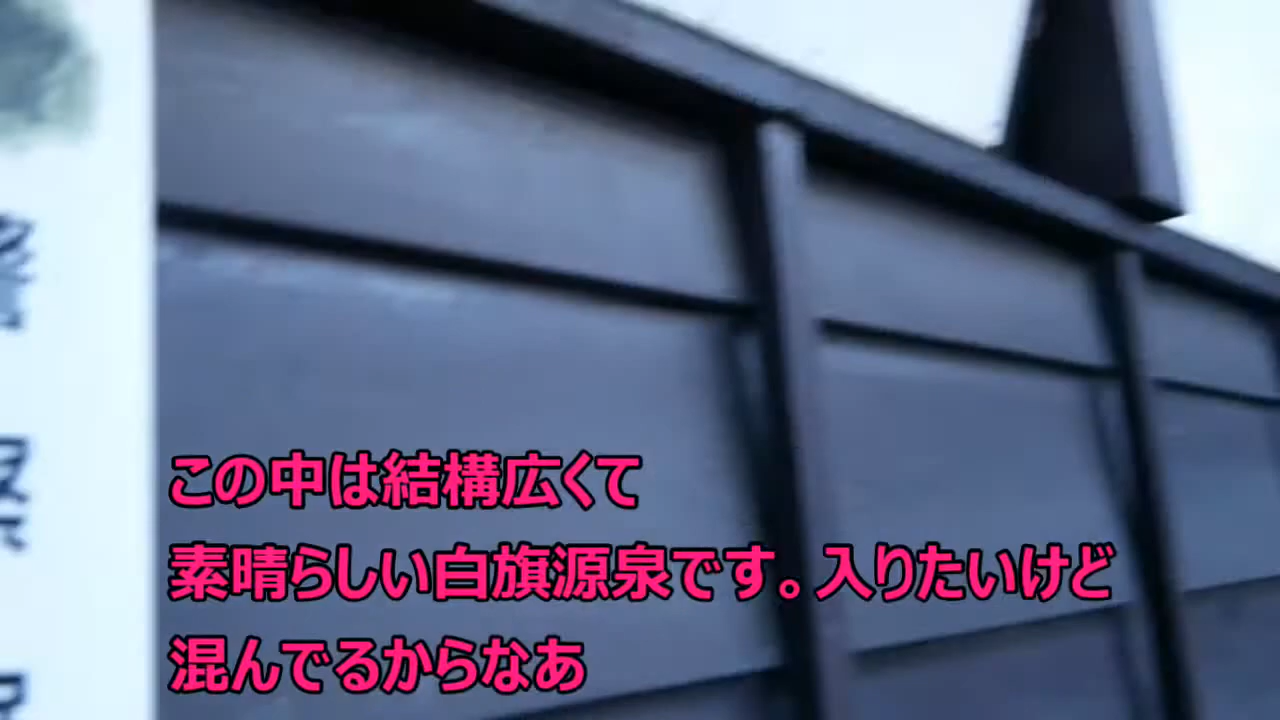 この中は結構広くて
素晴らしい白旗源泉です。入りたいけど
混んでるからなあ